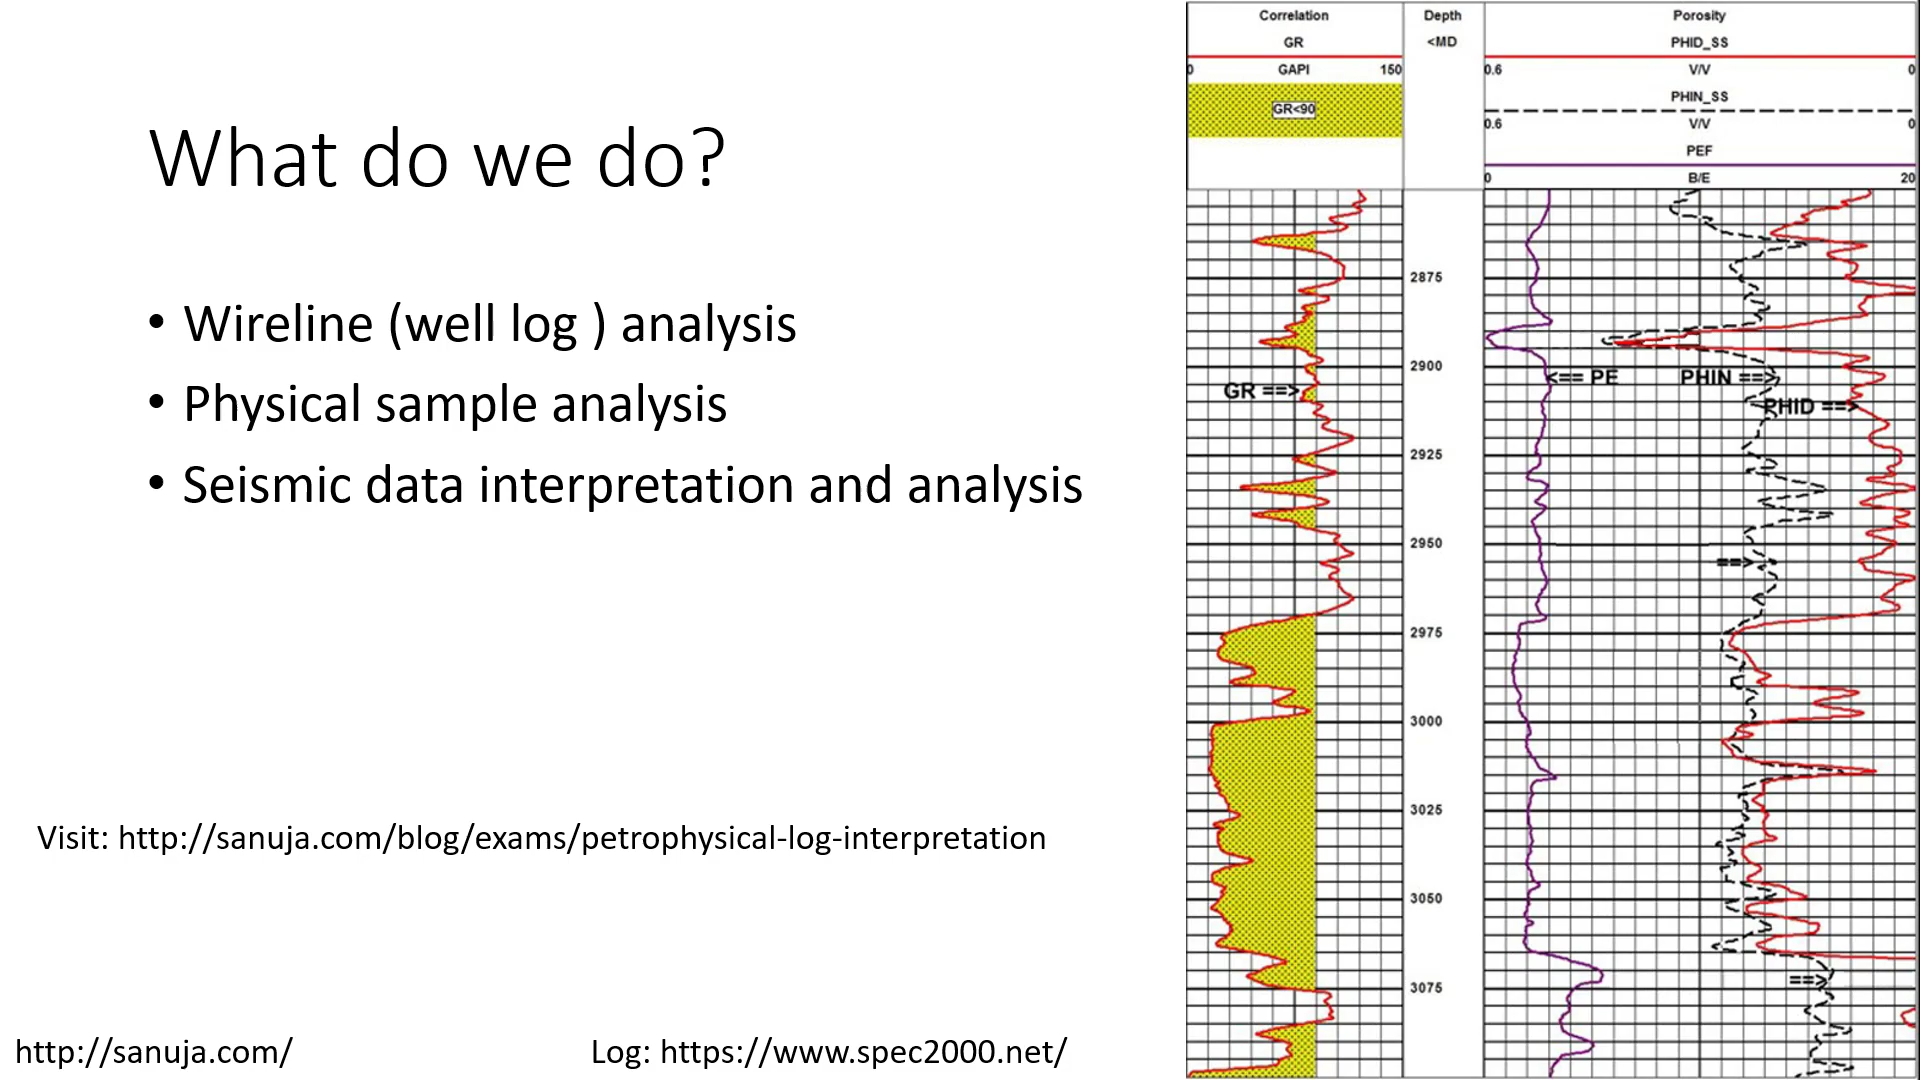 What do we do?
• Wireline (well log ) analysis
• Physical sample analysis
• Seismic data interpretation and analysis
Visit: http://sanuja.com/blog/exams/petrophysical-log-interpretation
http://sanuja.com/
Log: https://www.spec2000.net/
Correlation
GR
0 GAPI 150
GR<90
Depth
<MD
Porosity
PHID_SS
0.6 V/V 0
PHIN_SS
0.6 V/V 0
PEF
0 B/E 20
2875
2900
<== PE PHIN ==>
GR ==>
PHID ==>
2925
2950
==>
2975
3000
3025
3050
3075
==>